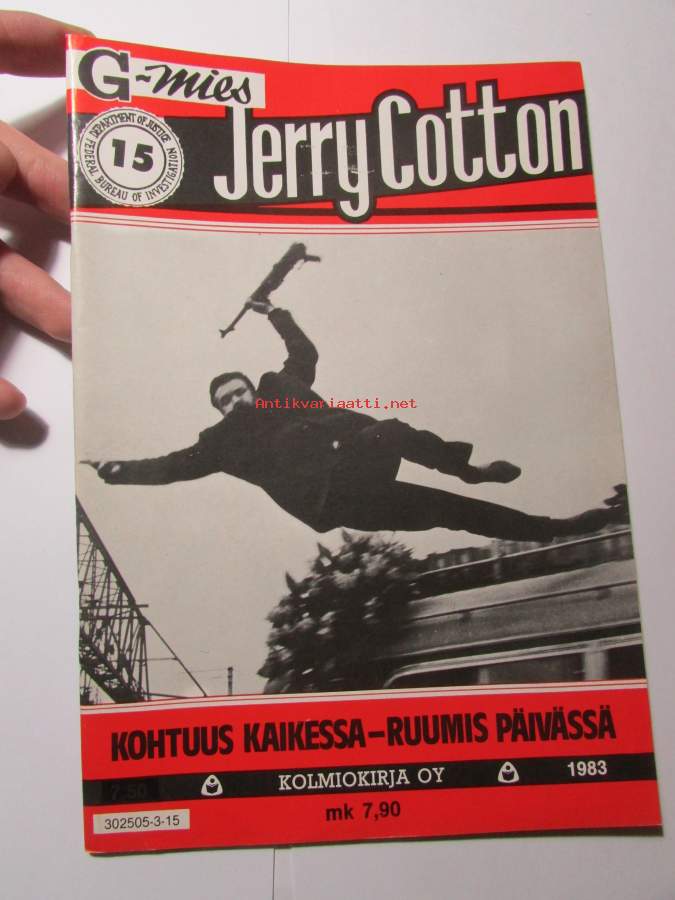 G-mies
Jerry Cotton
DEPARTMENT OF JUSTICE
15
FEDERAL BUREAU OF INVESTIGATION
Antikvariaatti.net
KOHTUUS KAIKESSA–RUUMIS PÄIVÄSSÄ
7-50 KOLMIOKIRJA OY 1983
302505-3-15 mk 7,90